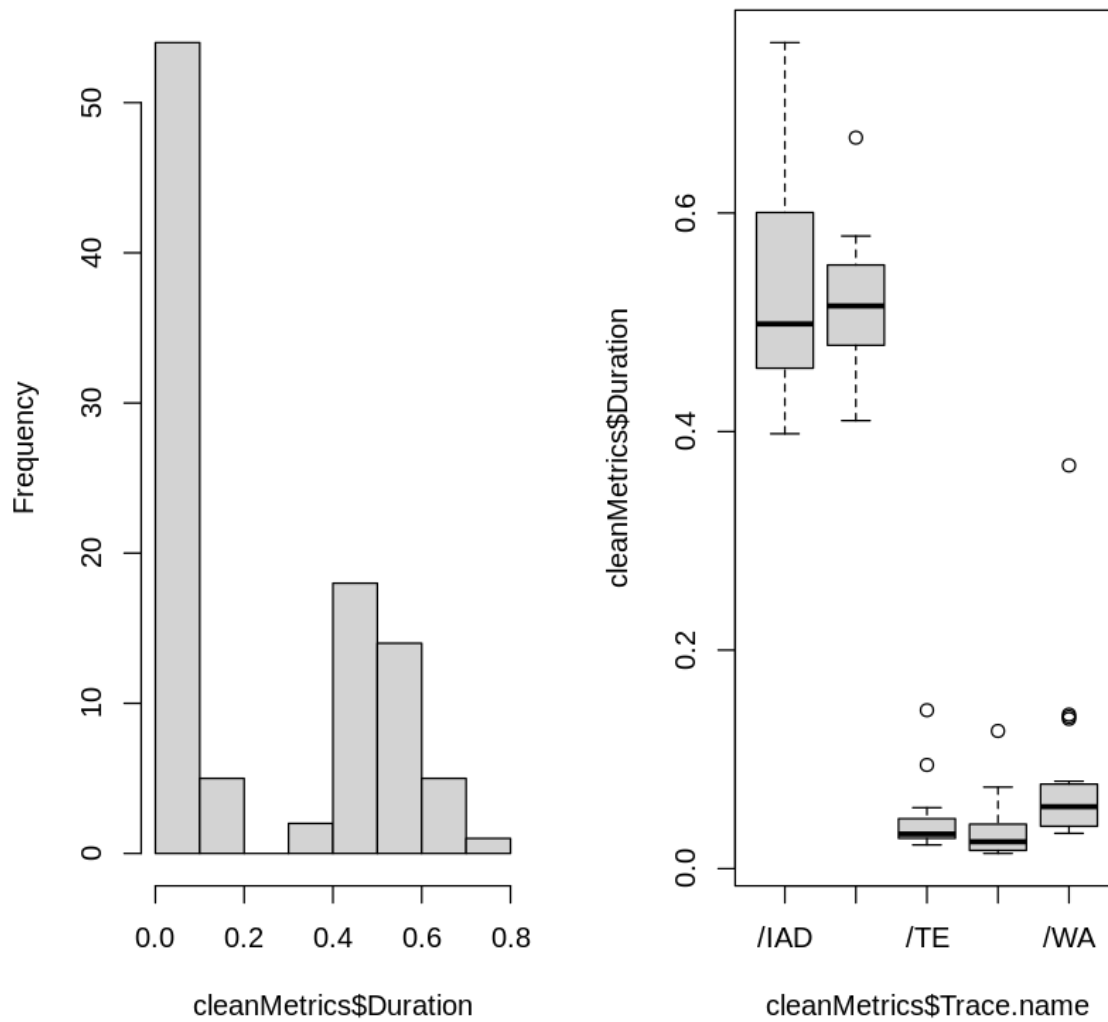 Frequency
0
10
20
30
40
50
0.0 0.2 0.4 0.6 0.8
cleanMetrics$Duration
cleanMetrics$Duration
0.0
0.2
0.4
0.6
/IAD /TE /WA
cleanMetrics$Trace.name